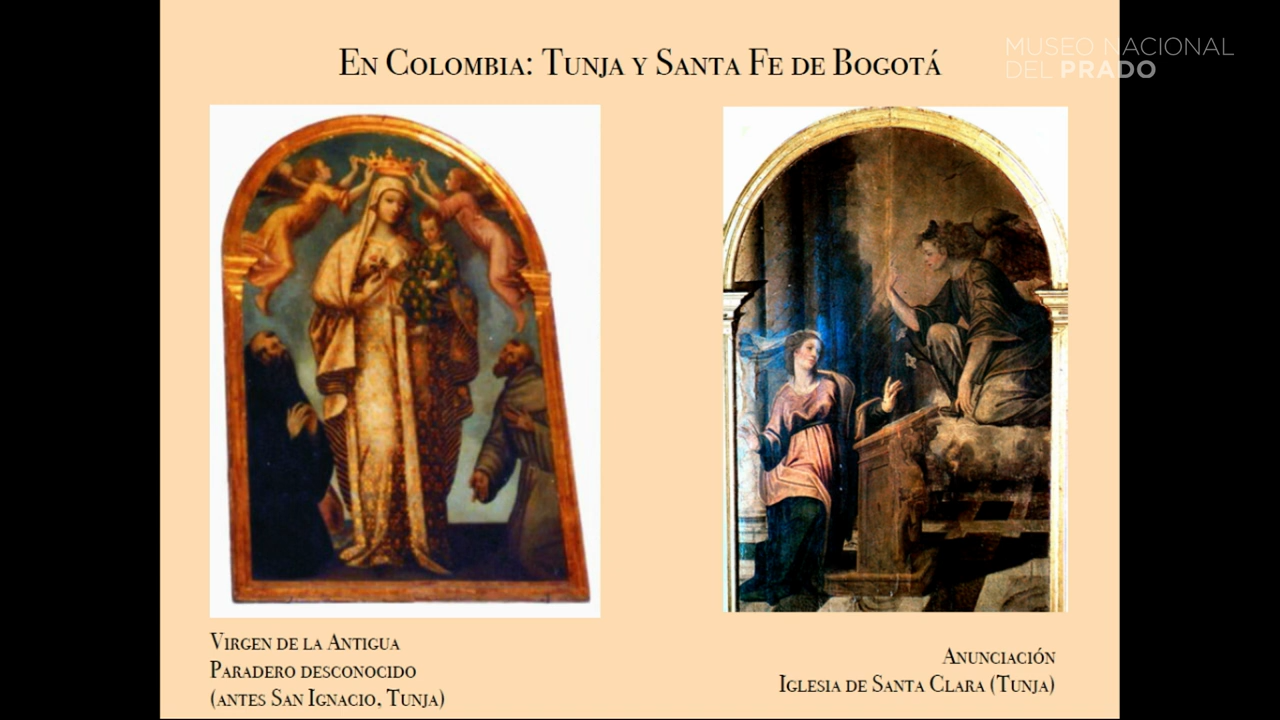 En Colombia: Tunja y Santa Fe de Bogotá
MUSEO NACIONAL
DEL PRADO
Virgen de la Antigua
Paradero desconocido
(antes San Ignacio, Tunja)
Anunciación
Iglesia de Santa Clara (Tunja)